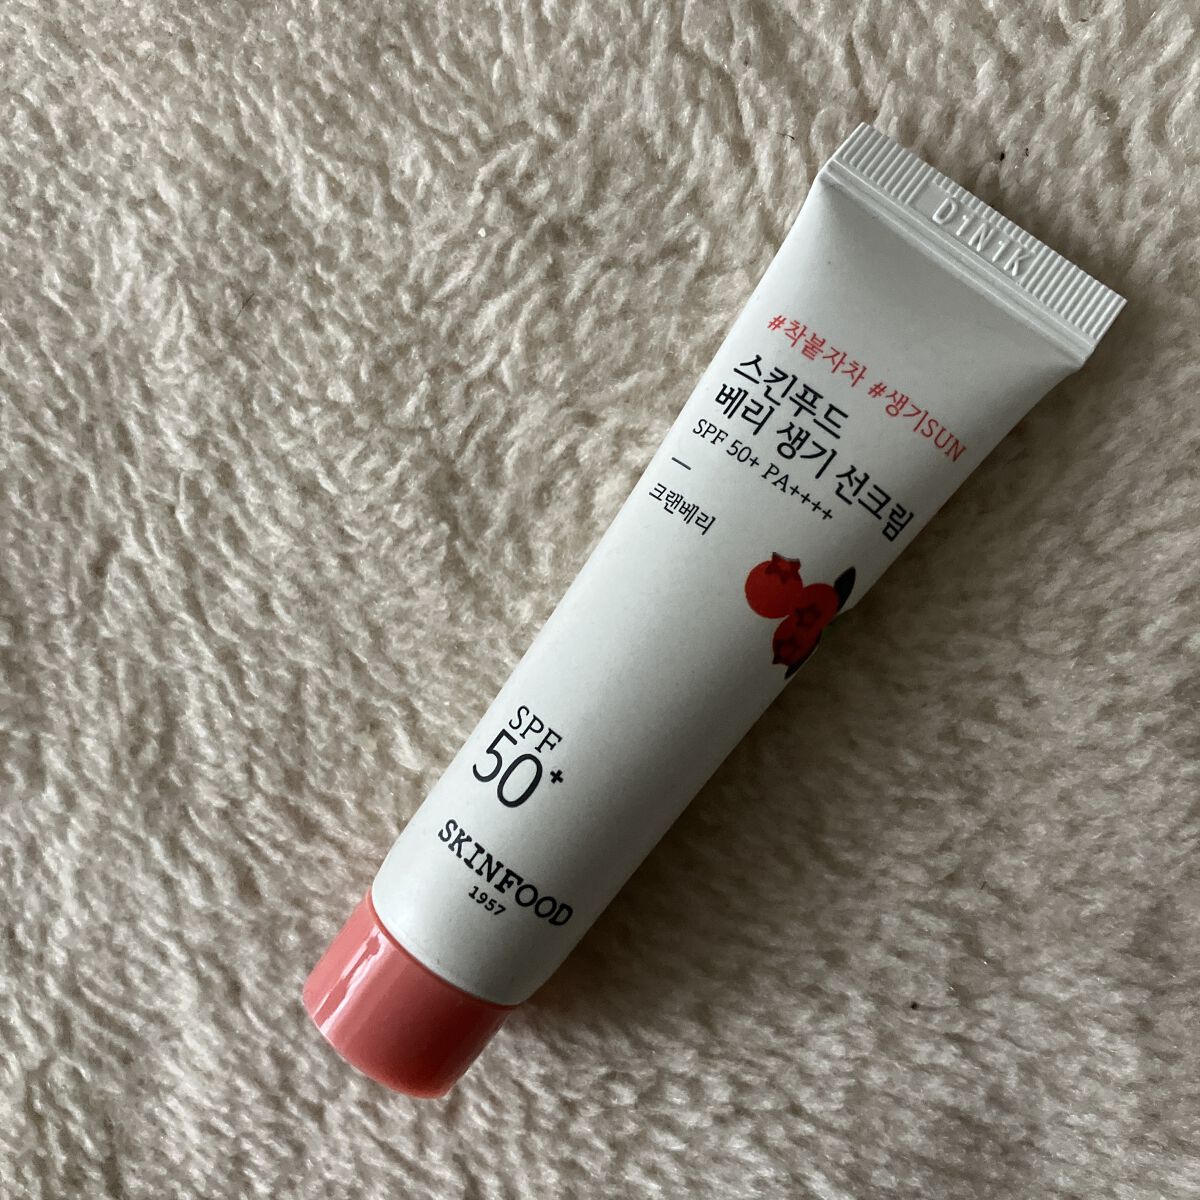 D1N1K
#착붙자차 #생기SUN
스킨푸드
베리 생기 선크림
SPF 50+ PA++++
크랜베리
SPF
50+
SKINFOOD
1957